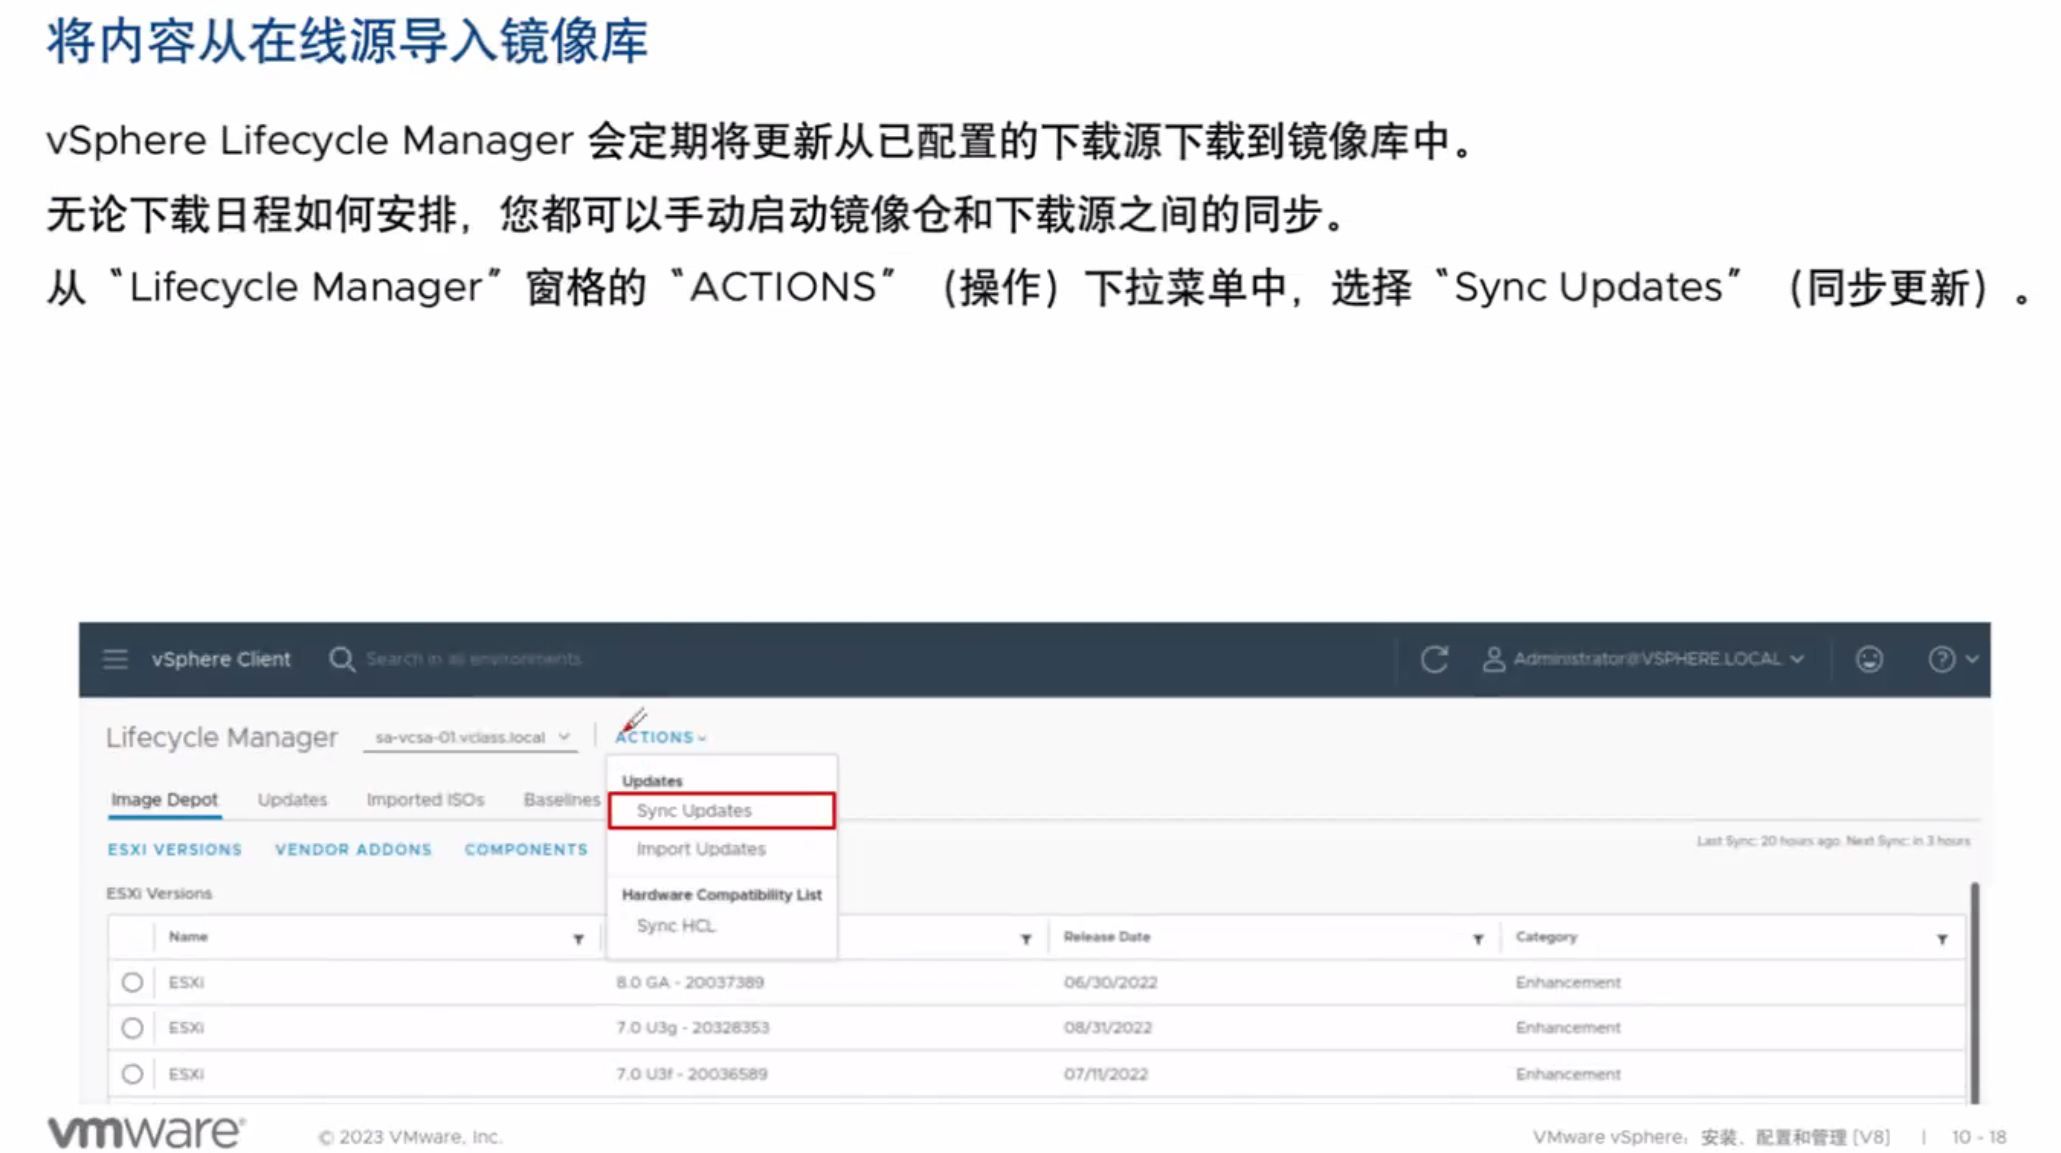 将内容从在线源导入镜像库
vSphere Lifecycle Manager 会定期将更新从已配置的下载源下载到镜像库中。
无论下载日程如何安排，您都可以手动启动镜像仓和下载源之间的同步。
从“Lifecycle Manager”窗格的“ACTIONS”（操作）下拉菜单中，选择“Sync Updates”（同步更新）。
vSphere Client Search in all environments Administrator@VSPHERE.LOCAL
Lifecycle Manager sa-vcsa-01.vclass.local ACTIONS
Updates
Sync Updates
Import Updates
Hardware Compatibility List
Sync HCL
Image Depot Updates Imported ISOs Baselines
Last Sync: 20 hours ago. Next Sync: in 3 hours
ESXI VERSIONS VENDOR ADDONS COMPONENTS
ESXi Versions
Name Release Date Category
ESXi 8.0 GA - 20037389 06/30/2022 Enhancement
ESXi 7.0 U3g - 20328353 08/31/2022 Enhancement
ESXi 7.0 U3f - 20036589 07/11/2022 Enhancement
vmware® © 2023 VMware, Inc. VMware vSphere：安装、配置和管理 [V8] | 10 - 18